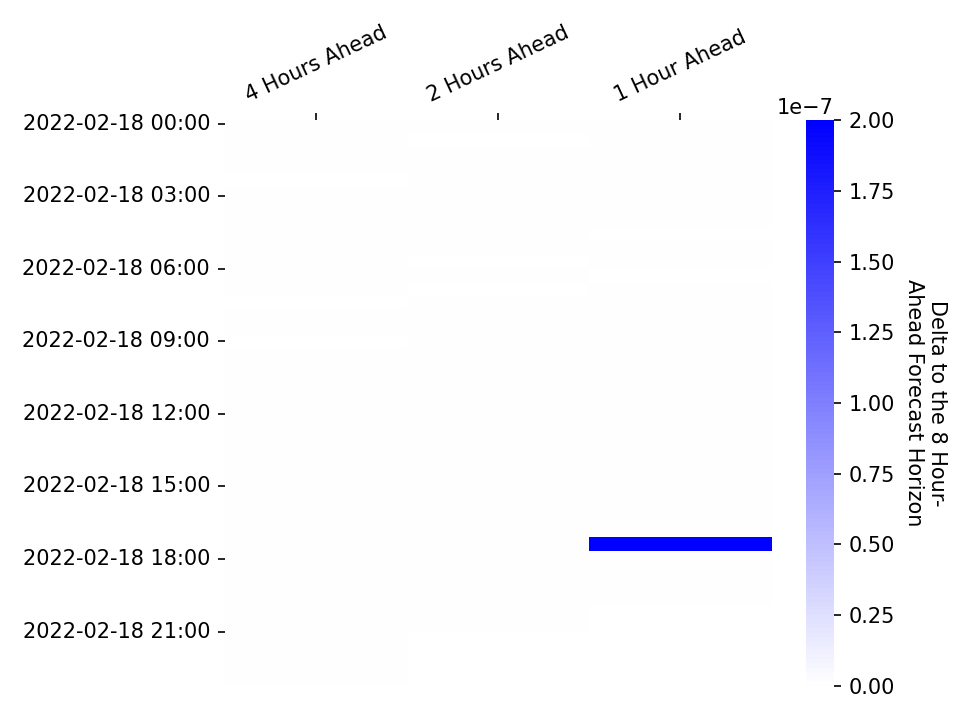 4 Hours Ahead
2 Hours Ahead
1 Hour Ahead
2022-02-18 00:00
2022-02-18 03:00
2022-02-18 06:00
2022-02-18 09:00
2022-02-18 12:00
2022-02-18 15:00
2022-02-18 18:00
2022-02-18 21:00
1e−7
2.00
1.75
1.50
1.25
1.00
0.75
0.50
0.25
0.00
Delta to the 8 Hour-
Ahead Forecast Horizon